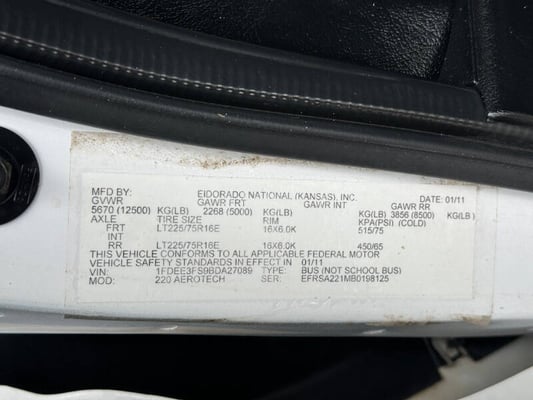 MFD BY: ELDORADO NATIONAL (KANSAS), INC. DATE: 01/11
GVWR GAWR FRT GAWR INT GAWR RR
5670 (12500) KG(LB) 2268 (5000) KG(LB) KG(LB) 3856 (8500) KG(LB)
AXLE TIRE SIZE RIM KPA/PSI) (COLD)
FRT LT225/75R16E 16X6.0K 515/75
INT
RR LT225/75R16E 16X6.0K 450/65
THIS VEHICLE CONFORMS TO ALL APPLICABLE FEDERAL MOTOR
VEHICLE SAFETY STANDARDS IN EFFECT IN 01/11
VIN: 1FDEE3FS9BDA27089 TYPE: BUS (NOT SCHOOL BUS)
MOD: 220 AEROTECH SER: EFRSA221MB0198125